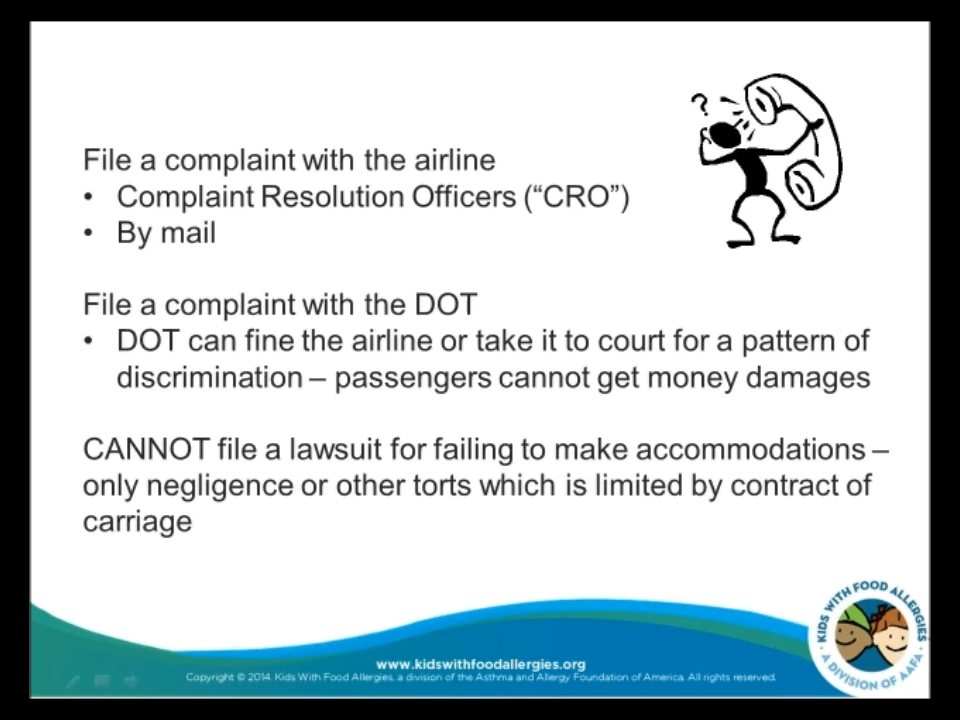 ?
File a complaint with the airline
• Complaint Resolution Officers (“CRO”)
• By mail
File a complaint with the DOT
• DOT can fine the airline or take it to court for a pattern of
discrimination – passengers cannot get money damages
CANNOT file a lawsuit for failing to make accommodations –
only negligence or other torts which is limited by contract of
carriage
www.kidswithfoodallergies.org
Copyright © 2014, Kids With Food Allergies, a division of the Asthma and Allergy Foundation of America. All rights reserved.
• KIDS WITH FOOD ALLERGIES •
A DIVISION OF AAFA